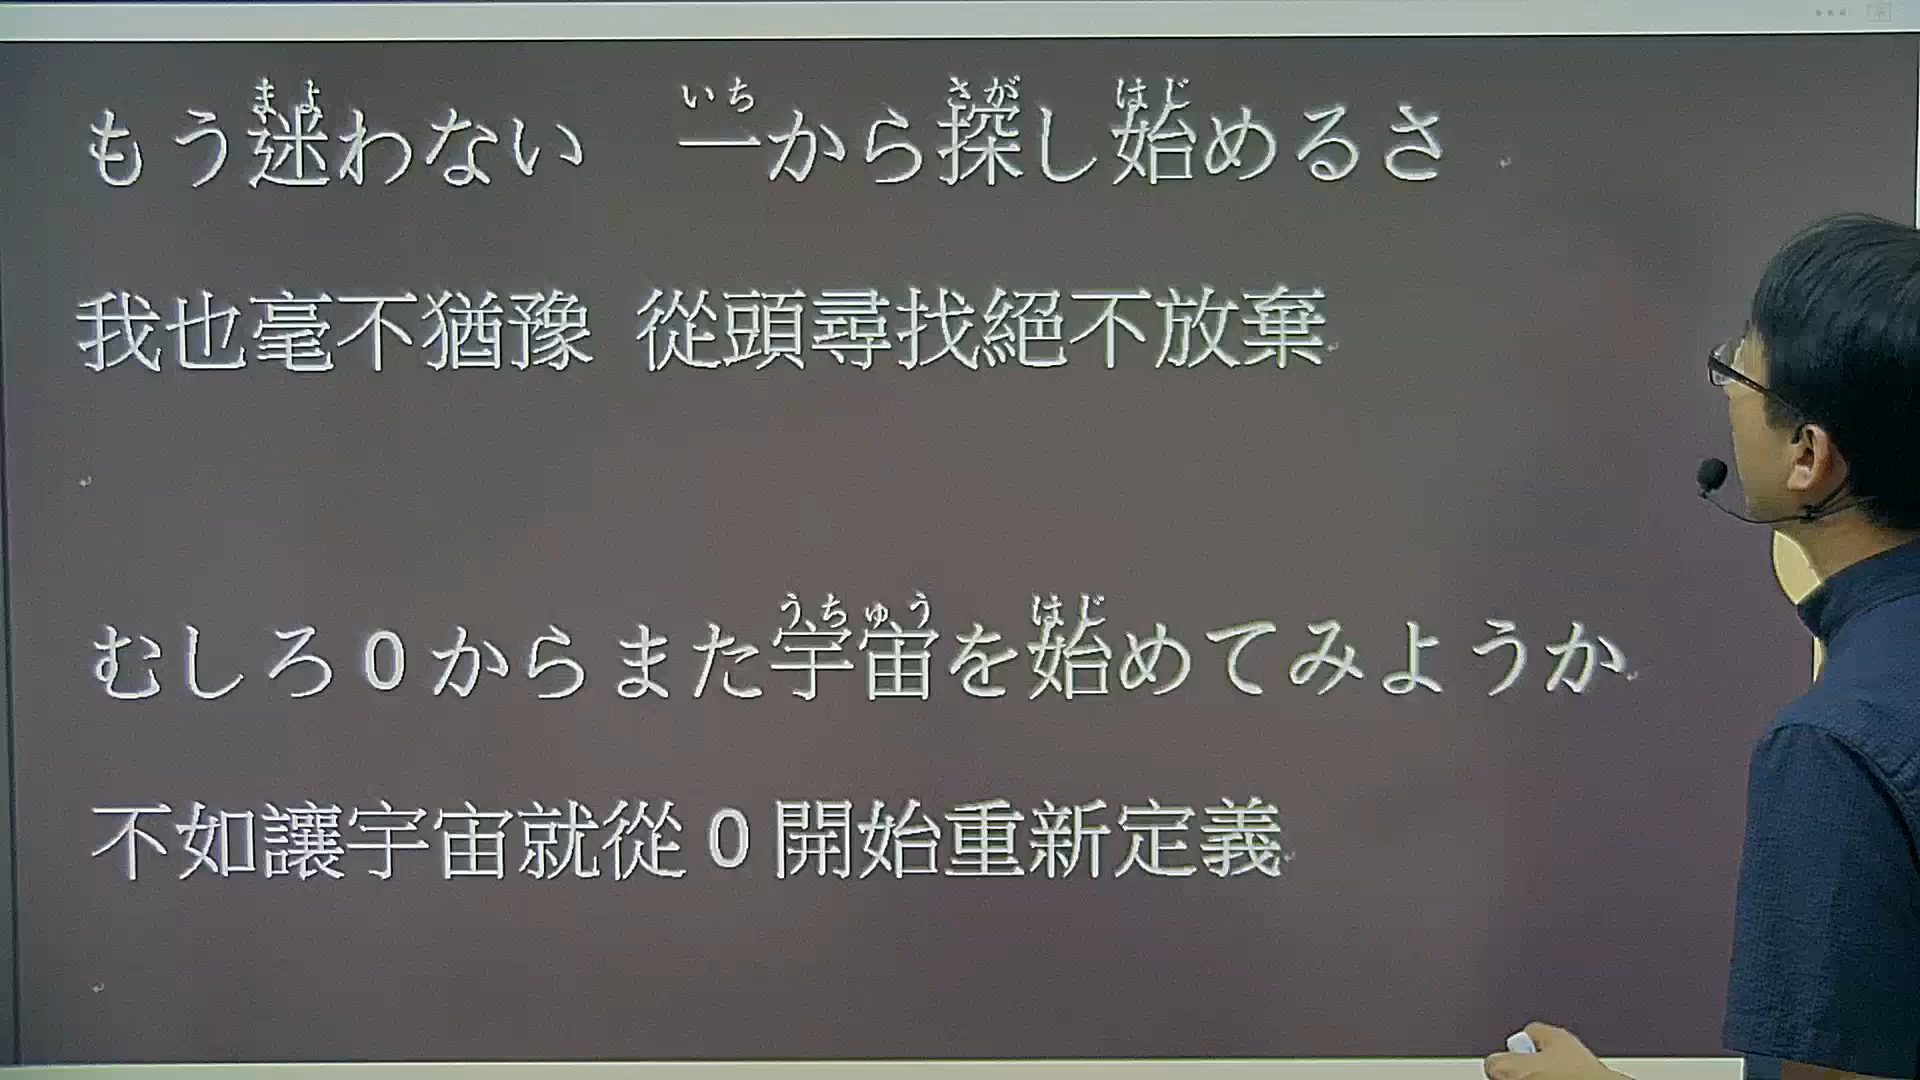 もう迷わない　一から探し始めるさ
我也毫不猶豫 從頭尋找絕不放棄
むしろ0からまた宇宙を始めてみようか
不如讓宇宙就從0開始重新定義